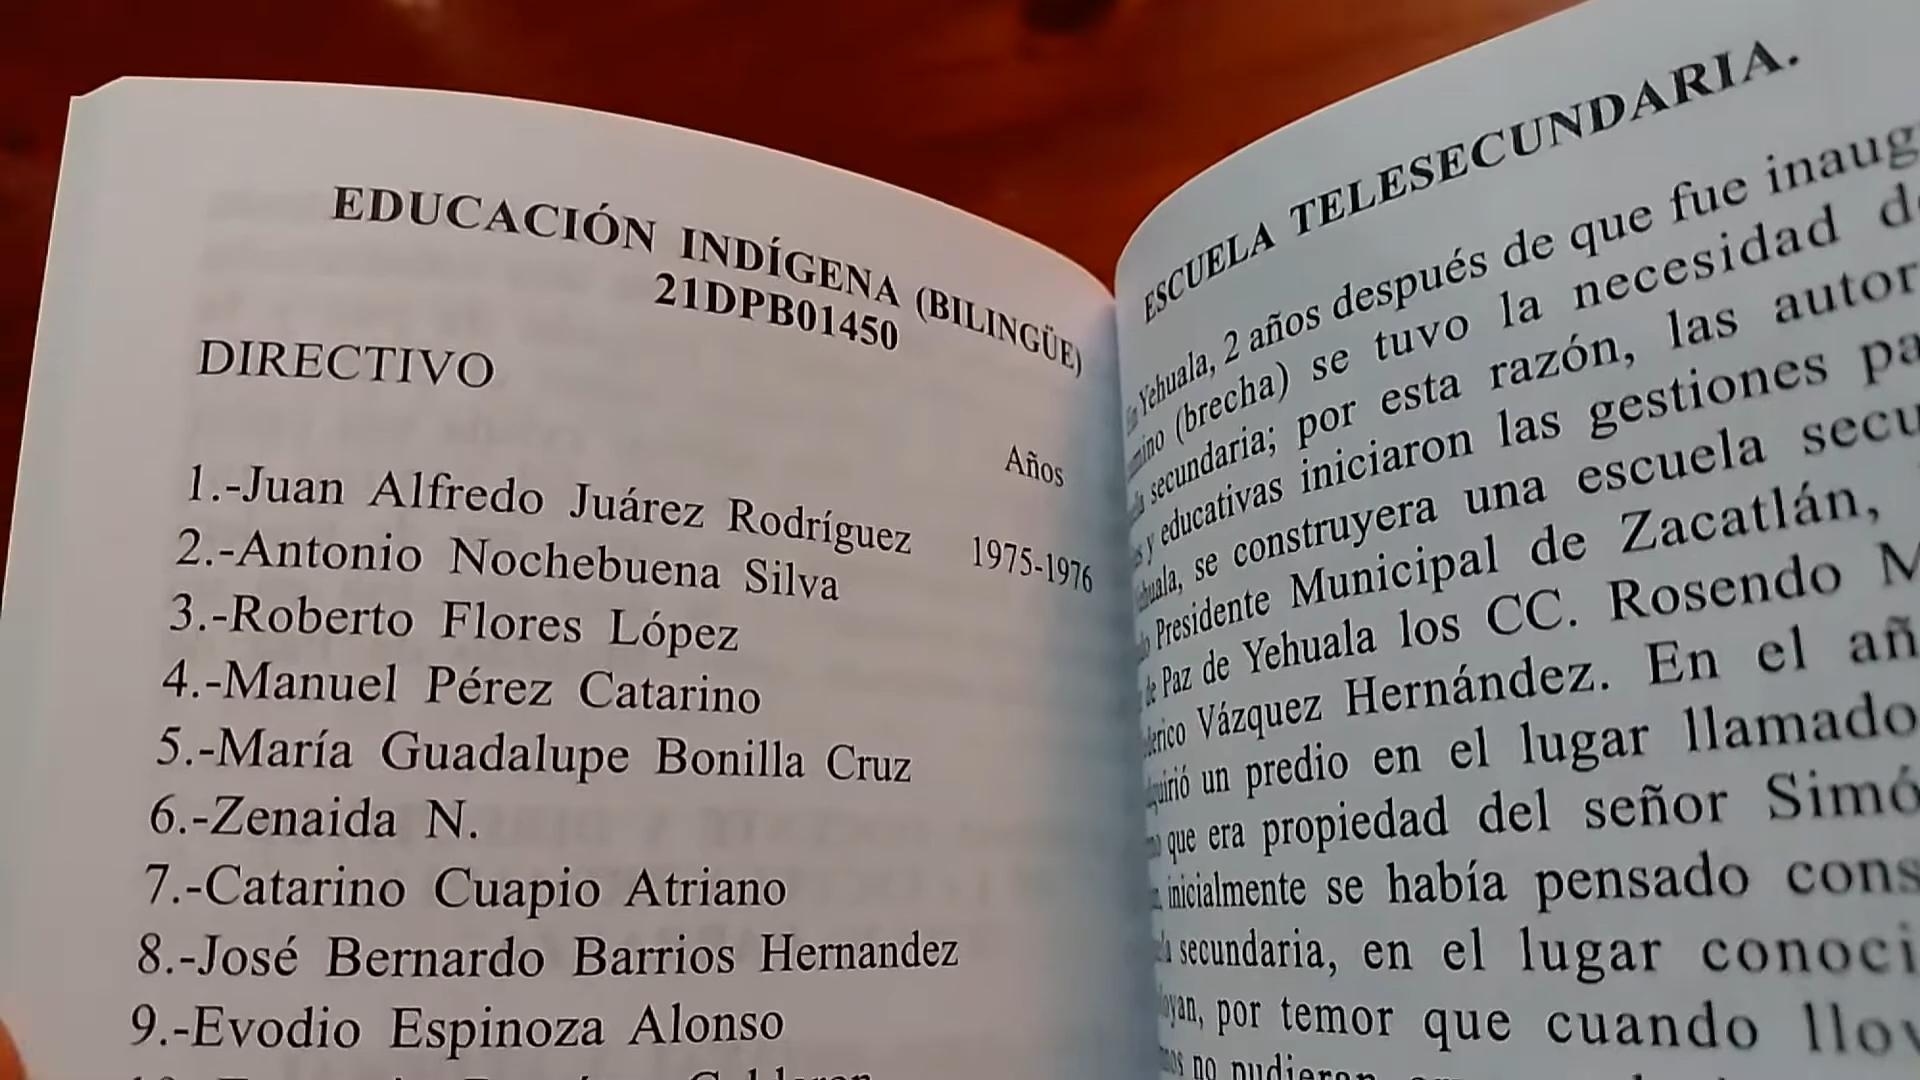 EDUCACIÓN INDÍGENA (BILINGÜE)
21DPB01450
DIRECTIVO
Años
1.-Juan Alfredo Juárez Rodríguez 1975-1976
2.-Antonio Nochebuena Silva
3.-Roberto Flores López
4.-Manuel Pérez Catarino
5.-María Guadalupe Bonilla Cruz
6.-Zenaida N.
7.-Catarino Cuapio Atriano
8.-José Bernardo Barrios Hernandez
9.-Evodio Espinoza Alonso
ESCUELA TELESECUNDARIA.
En Yehuala, 2 años después de que fue inaug
(brecha) se tuvo la necesidad de
secundaria; por esta razón, las autor
y educativas iniciaron las gestiones pa
se construyera una escuela secu
Presidente Municipal de Zacatlán,
de Paz de Yehuala los CC. Rosendo M
Vázquez Hernández. En el añ
un predio en el lugar llamado
que era propiedad del señor Simó
inicialmente se había pensado cons
secundaria, en el lugar conoci
por temor que cuando llov
no pudieran